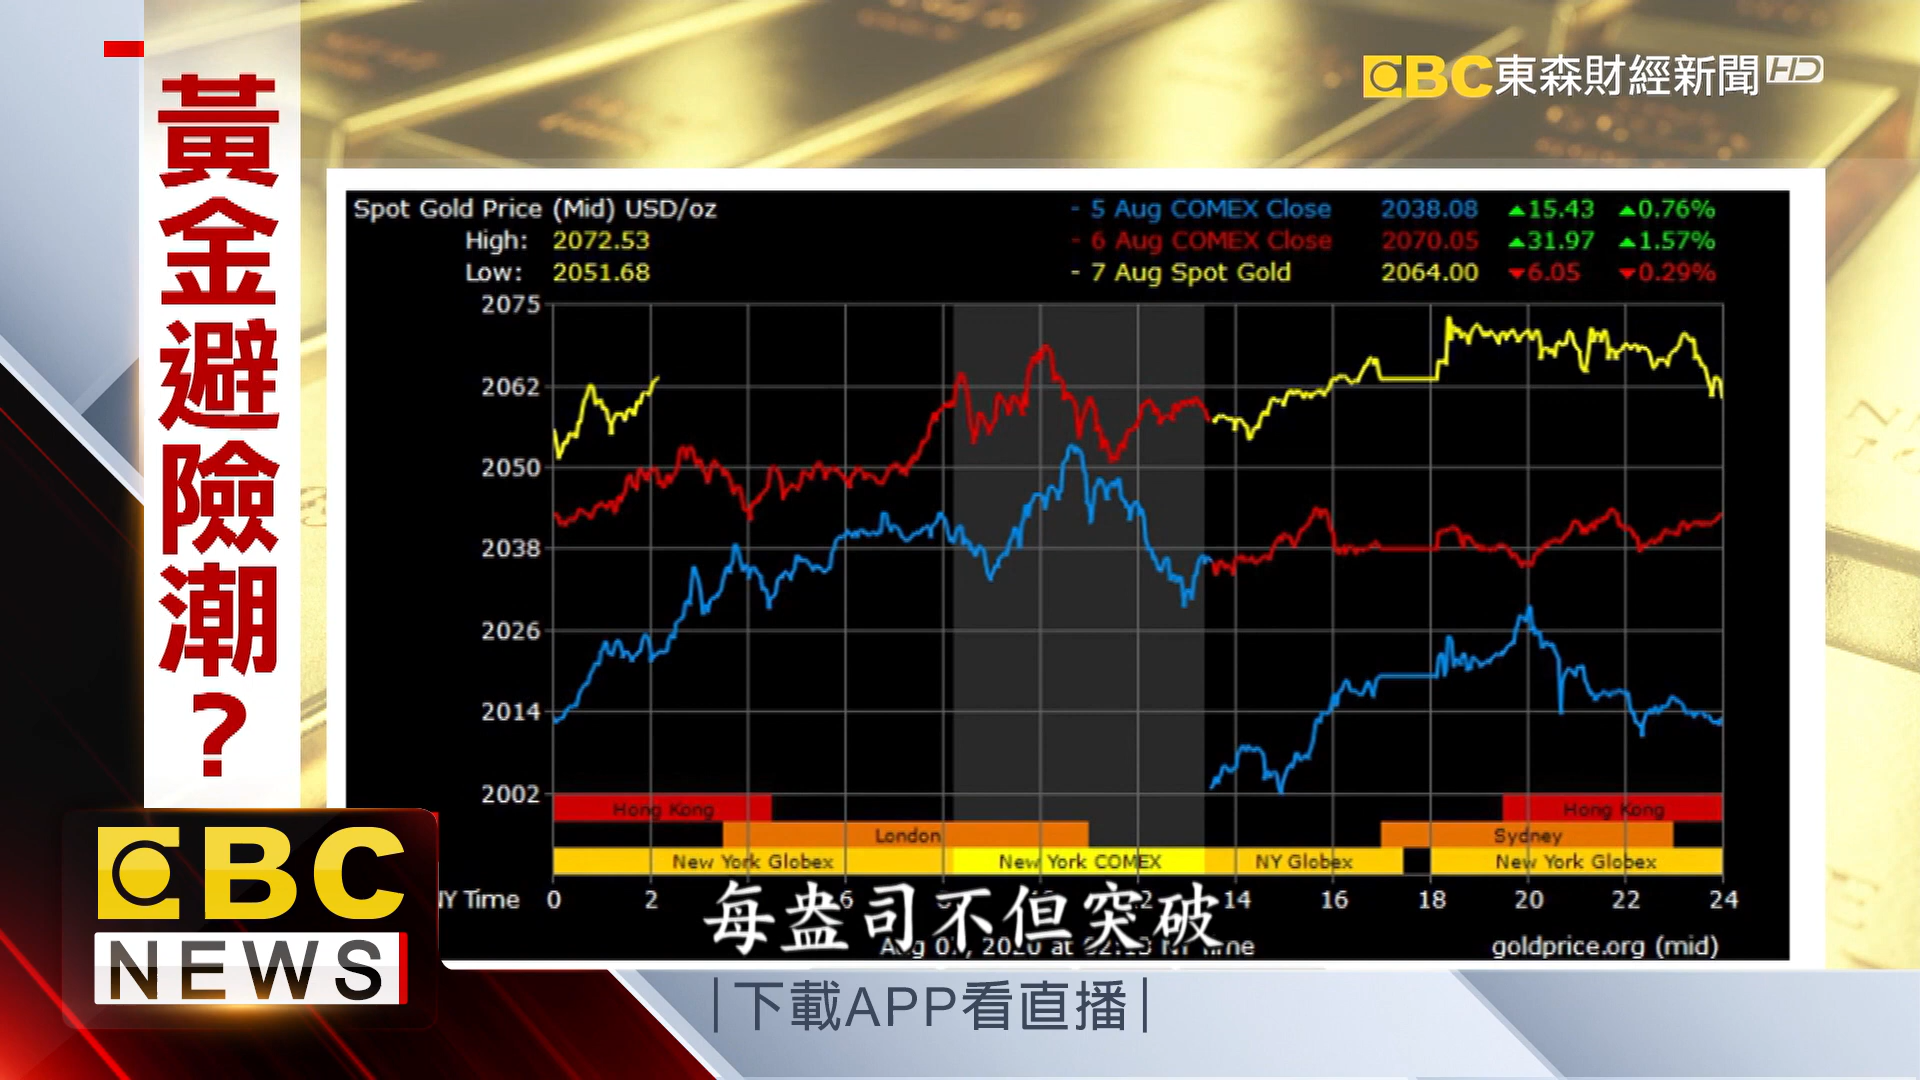 黃金避險潮?
EBC東森財經新聞HD
Spot Gold Price (Mid) USD/oz
High: 2072.53
Low: 2051.68
- 5 Aug COMEX Close 2038.08 ▲15.43 ▲0.76%
- 6 Aug COMEX Close 2070.05 ▲31.97 ▲1.57%
- 7 Aug Spot Gold 2064.00 ▼6.05 ▼0.29%
2075
2062
2050
2038
2026
2014
2002
Hong Kong Hong Kong
London Sydney
New York Globex New York COMEX NY Globex New York Globex
NY Time 0 2 6 14 16 18 20 22 24
每盎司不但突破
goldprice.org (mid)
EBC
NEWS
|下載APP看直播|